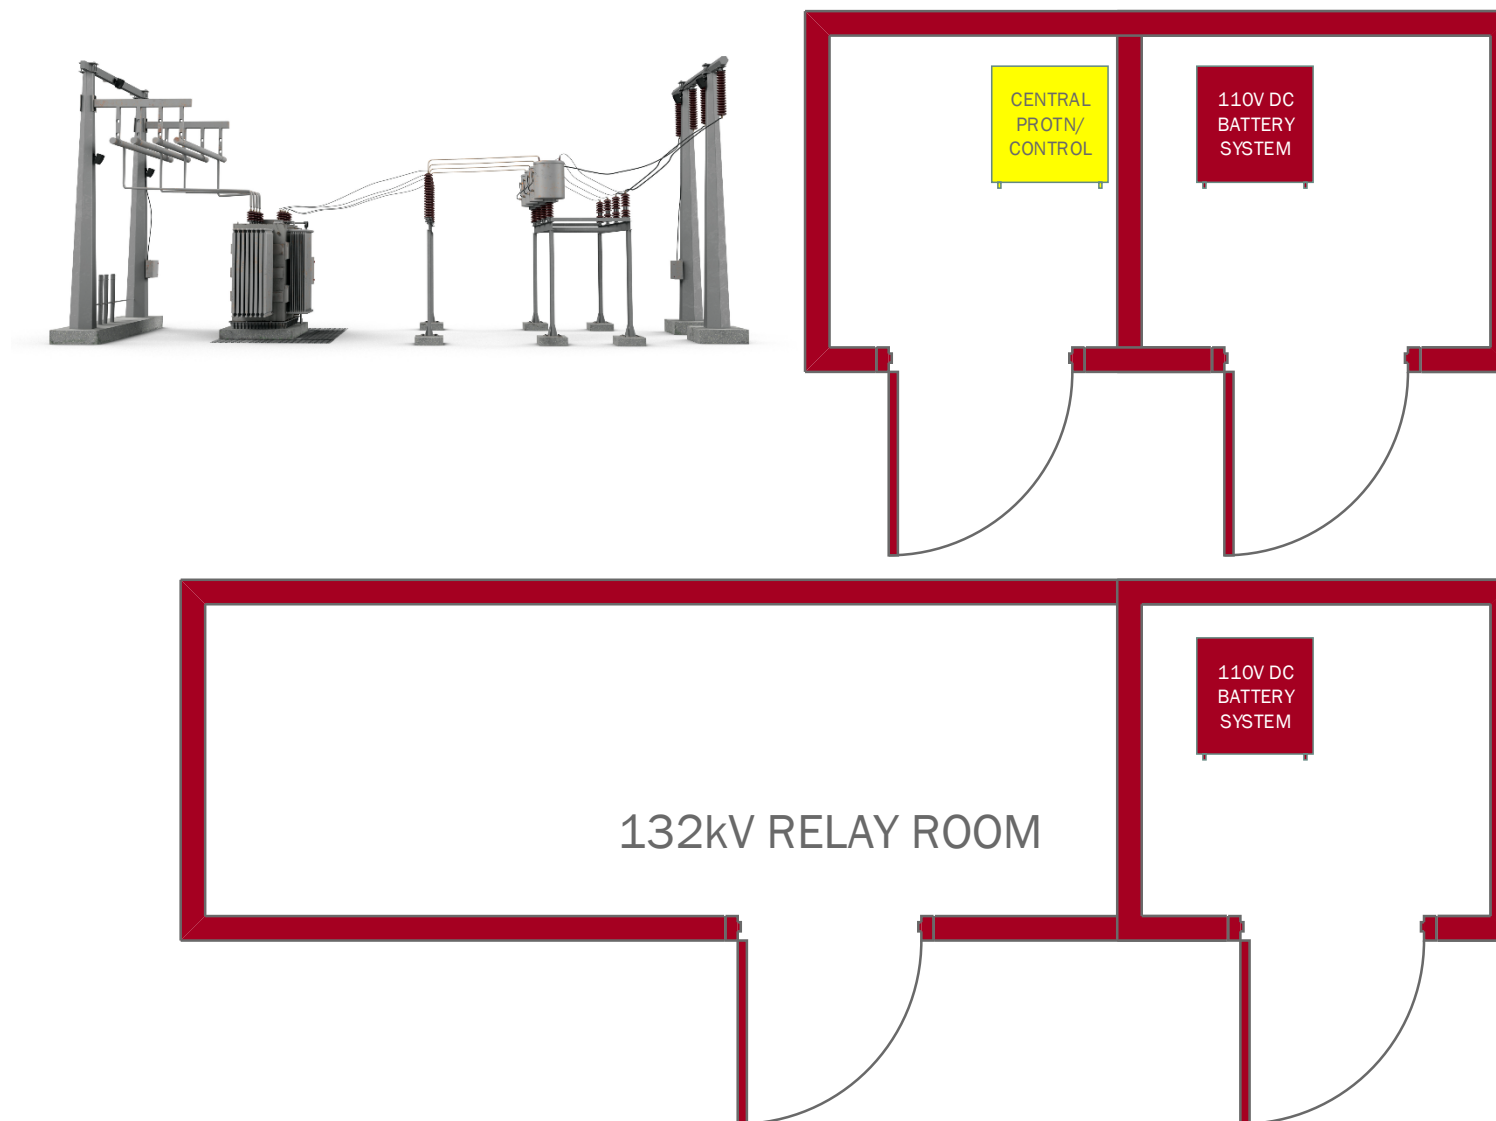 CENTRAL
PROTN/
CONTROL
110V DC
BATTERY
SYSTEM
110V DC
BATTERY
SYSTEM
132kV RELAY ROOM